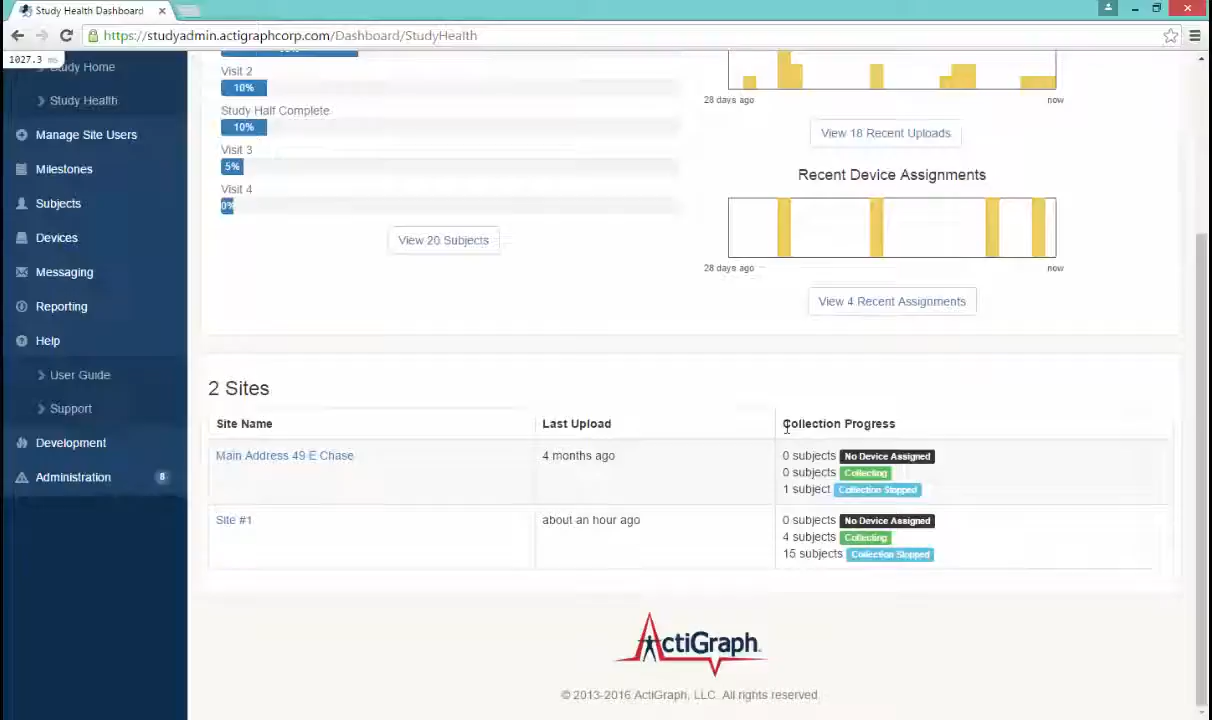 Study Health Dashboard
https://studyadmin.actigraphcorp.com/Dashboard/StudyHealth
1027.3 ms
Study Home
Study Health
Manage Site Users
Milestones
Subjects
Devices
Messaging
Reporting
Help
User Guide
Support
Development
Administration 8
Visit 2
10%
Study Half Complete
10%
Visit 3
5%
Visit 4
0%
View 20 Subjects
28 days ago now
View 18 Recent Uploads
Recent Device Assignments
28 days ago now
View 4 Recent Assignments
2 Sites
Site Name Last Upload Collection Progress
Main Address 49 E Chase 4 months ago 0 subjects No Device Assigned
0 subjects Collecting
1 subject Collection Stopped
Site #1 about an hour ago 0 subjects No Device Assigned
4 subjects Collecting
15 subjects Collection Stopped
ActiGraph
© 2013-2016 ActiGraph, LLC. All rights reserved.